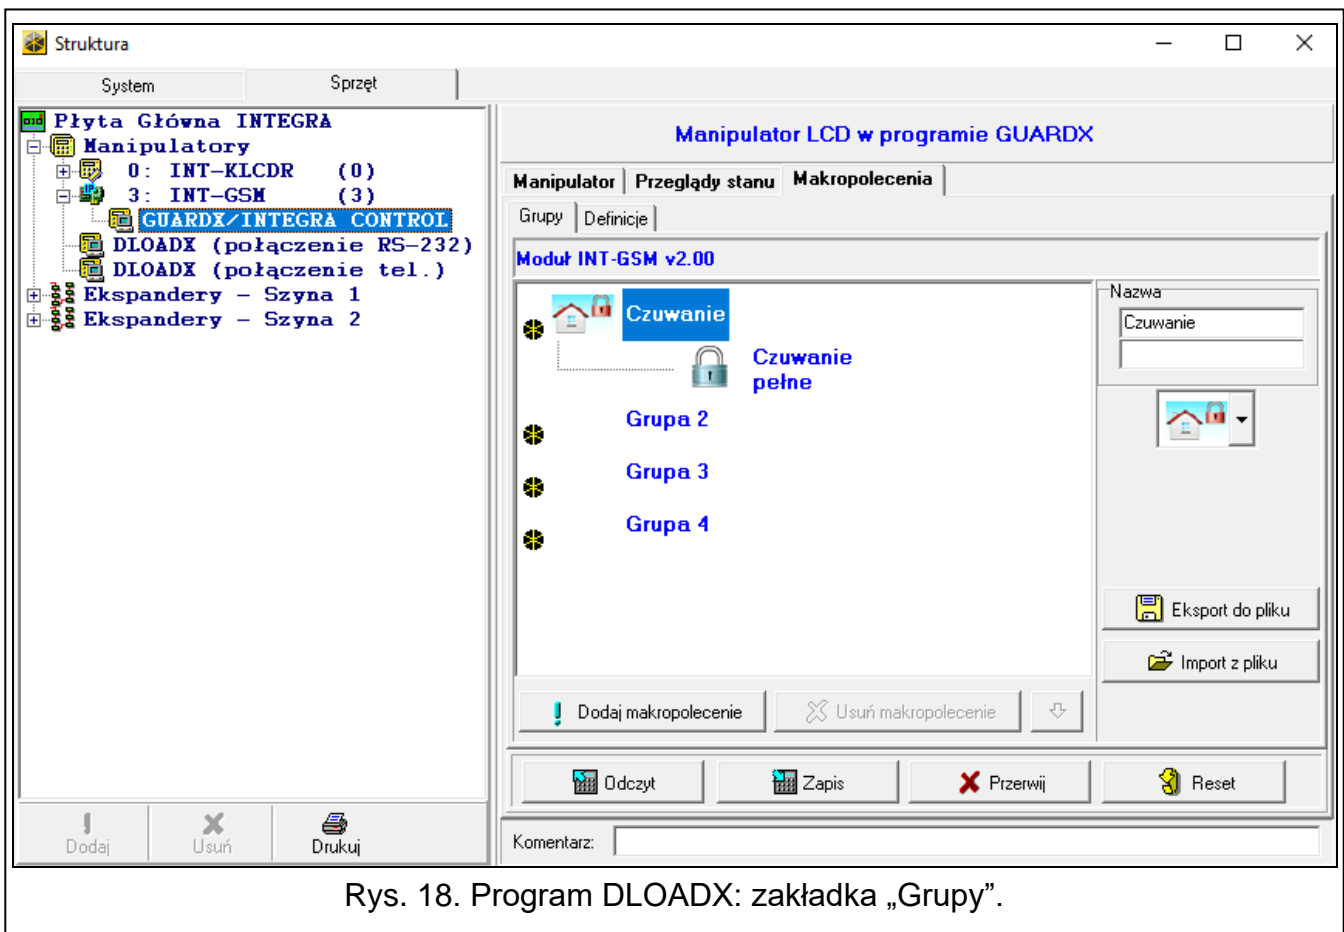 Struktura
System
Sprzęt
Płyta Główna INTEGRA
Manipulatory
0: INT-KLCDR (0)
3: INT-GSM (3)
GUARDX/INTEGRA CONTROL
DLOADX (połączenie RS-232)
DLOADX (połączenie tel.)
Ekspandery - Szyna 1
Ekspandery - Szyna 2
Dodaj
Usuń
Drukuj
Manipulator LCD w programie GUARDX
Manipulator
Przeglądy stanu
Makropolecenia
Grupy
Definicje
Moduł INT-GSM v2.00
Czuwanie
Czuwanie
pełne
Grupa 2
Grupa 3
Grupa 4
Nazwa
Czuwanie
Eksport do pliku
Import z pliku
Dodaj makropolecenie
Usuń makropolecenie
Odczyt
Zapis
Przerwij
Reset
Komentarz:
Rys. 18. Program DLOADX: zakładka „Grupy”.